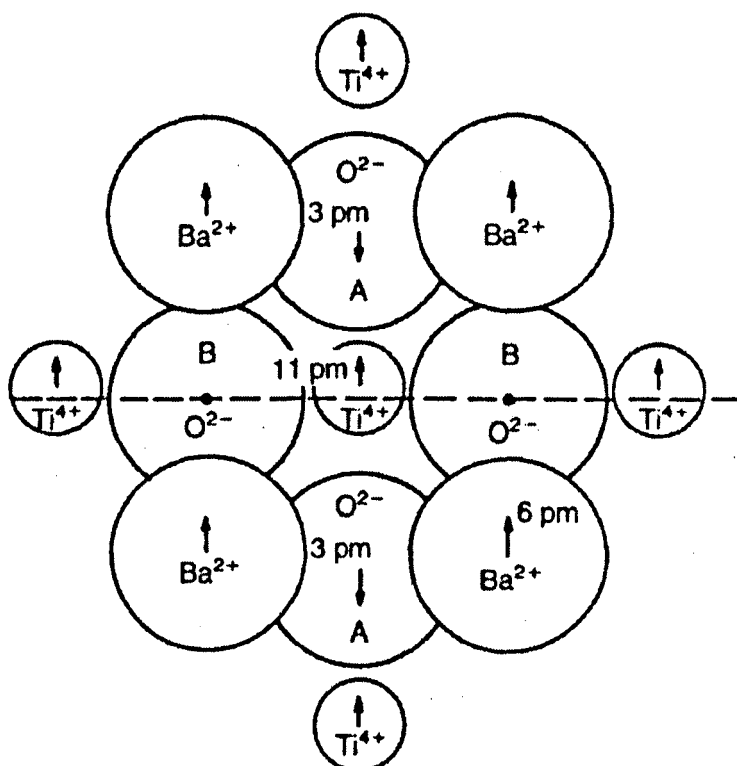 Ti⁴⁺
O²⁻
3 pm
Ba²⁺
Ba²⁺
A
B
B
11 pm
Ti⁴⁺
Ti⁴⁺
Ti⁴⁺
O²⁻
O²⁻
O²⁻
6 pm
3 pm
Ba²⁺
Ba²⁺
A
Ti⁴⁺